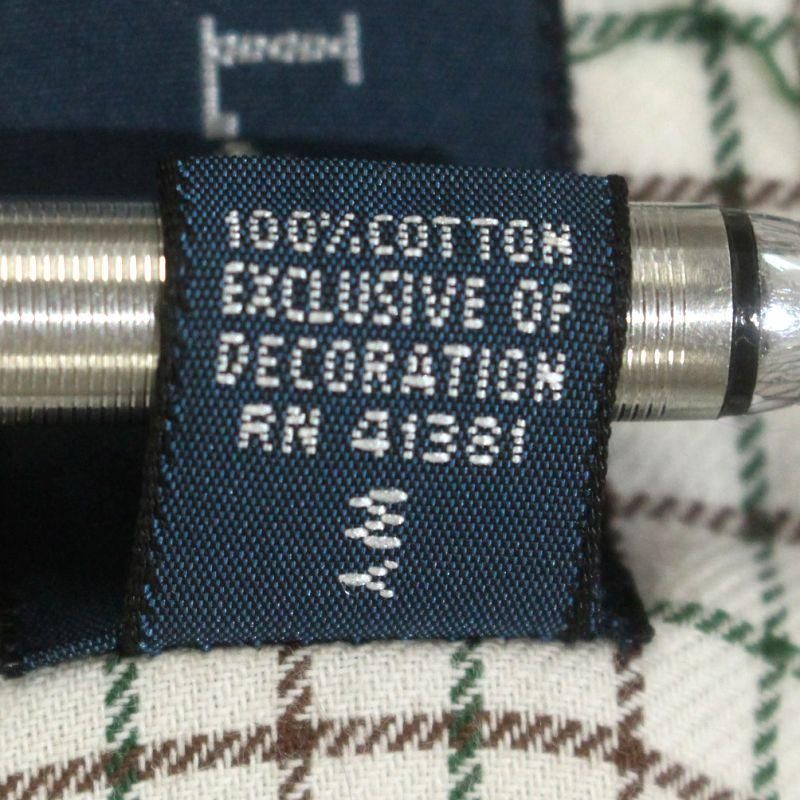 100% COTTON
EXCLUSIVE OF
DECORATION
RN 41381
L